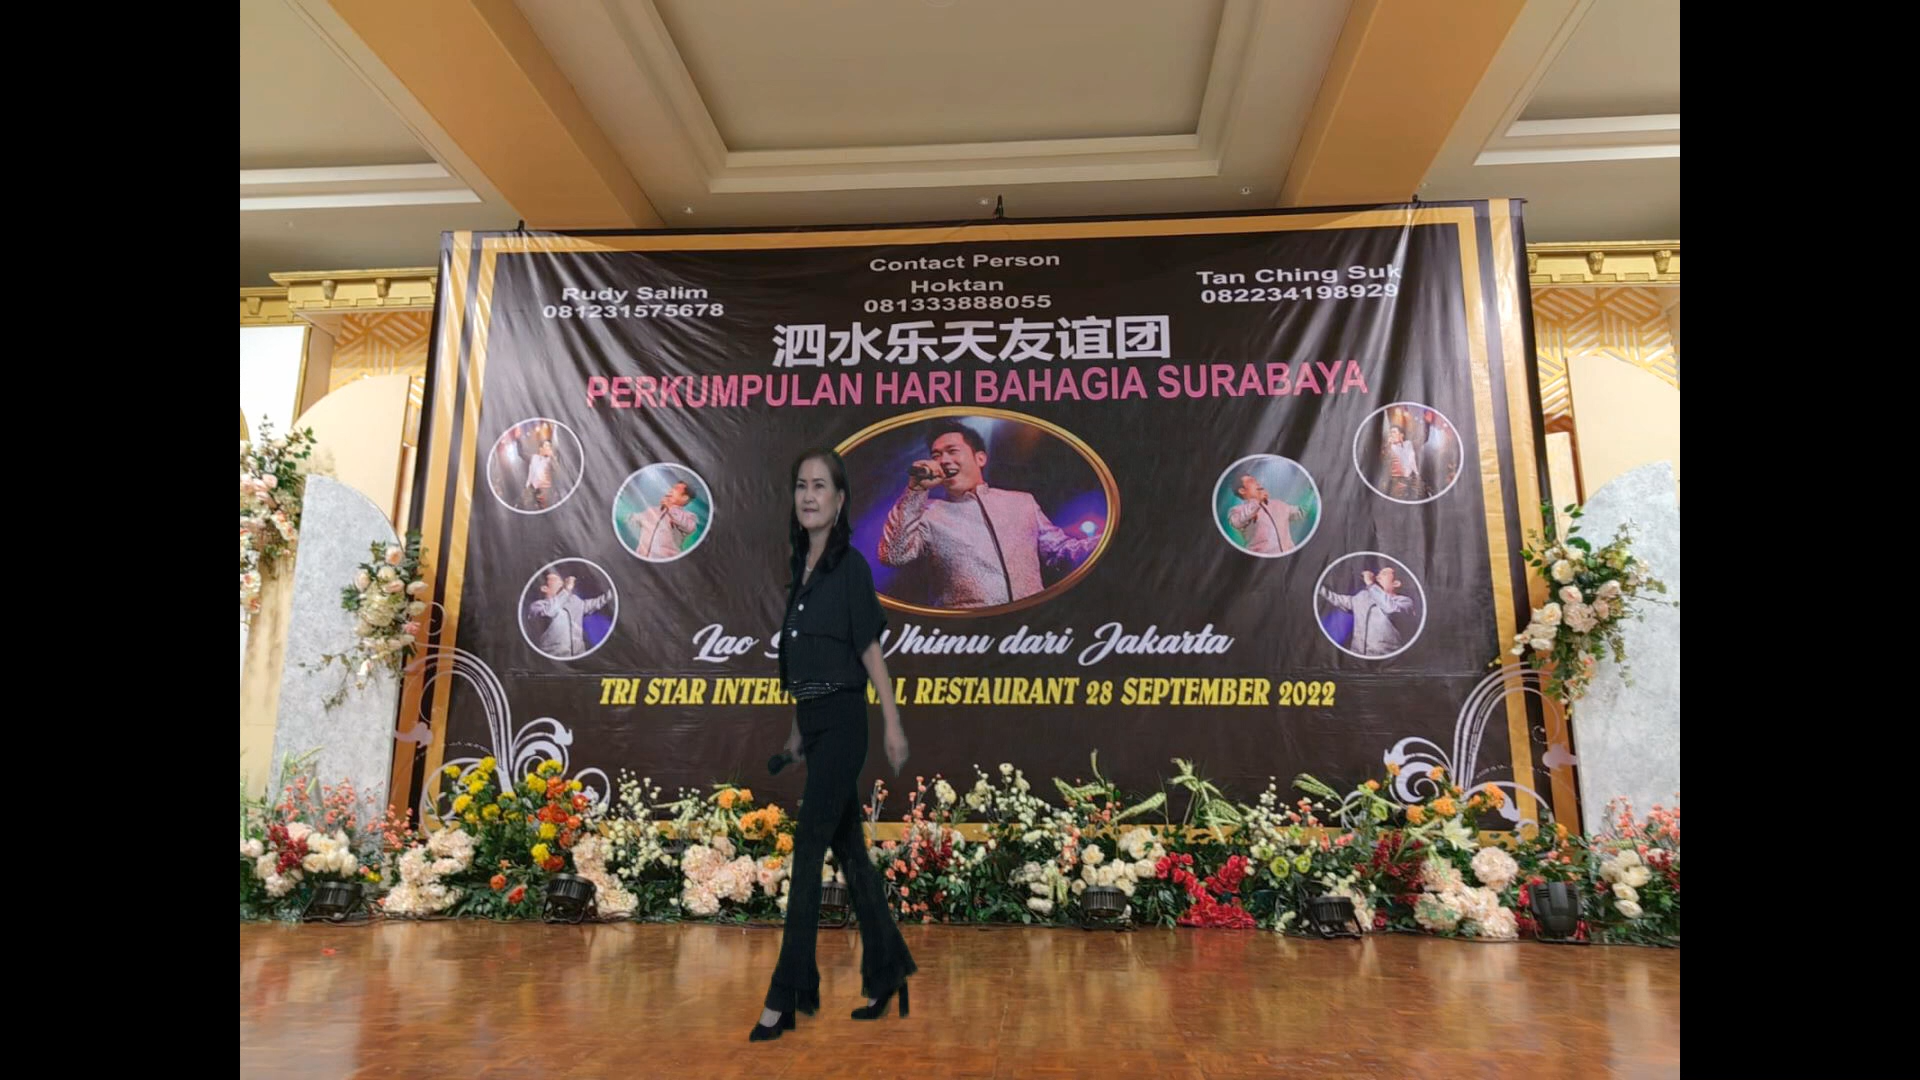 Contact Person
Rudy Salim
081231575678
Hoktan
081333888055
Tan Ching Suk
082234198929
泗水乐天友谊团
PERKUMPULAN HARI BAHAGIA SURABAYA
Lao dari Jakarta
TRI STAR RESTAURANT 28 SEPTEMBER 2022